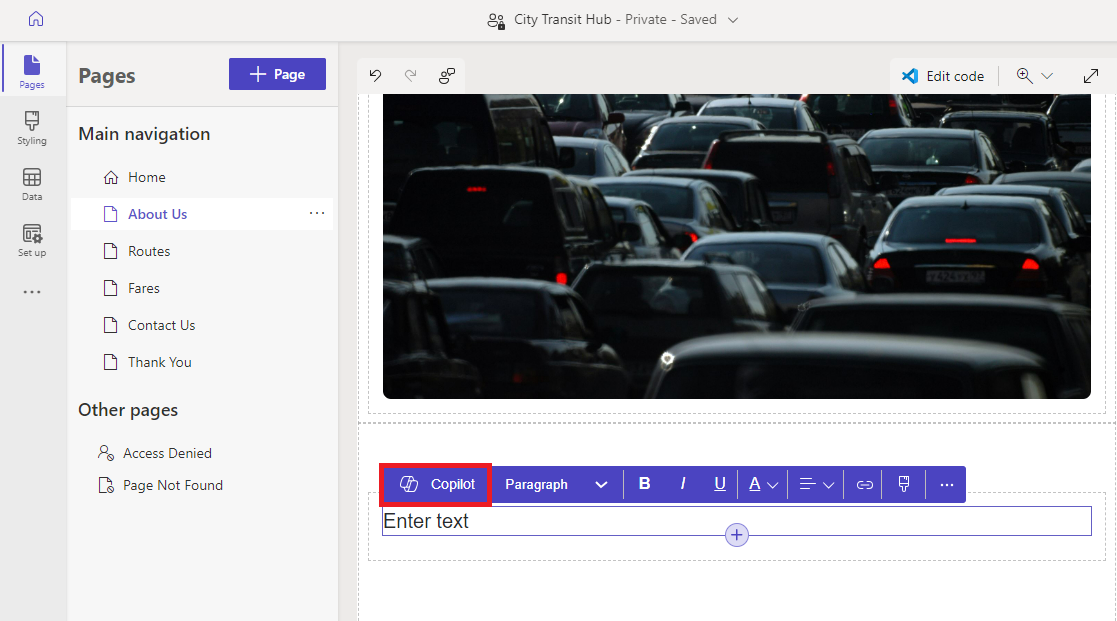 City Transit Hub - Private - Saved
Pages
Styling
Data
Set up
Pages
Page
Main navigation
Home
About Us
Routes
Fares
Contact Us
Thank You
Other pages
Access Denied
Page Not Found
Edit code
Copilot Paragraph B I U A
Enter text